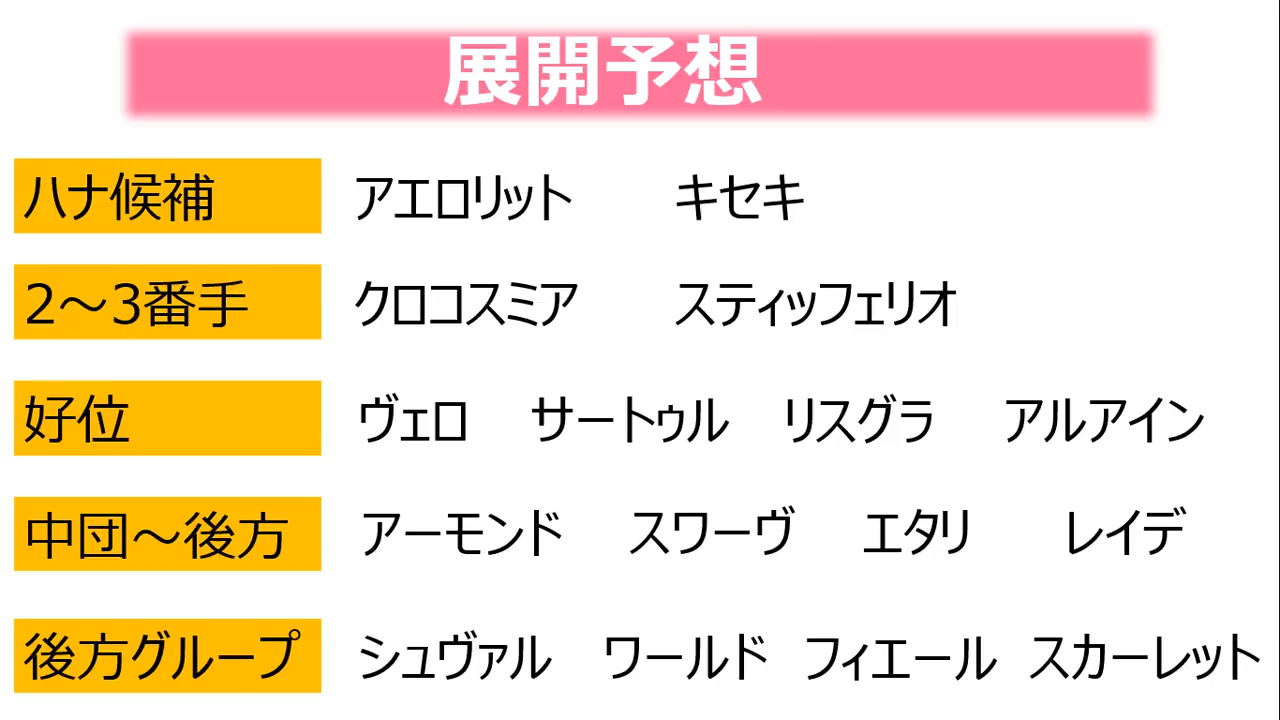 展開予想
ハナ候補 アエロリット キセキ
2～3番手 クロコスミア スティッフェリオ
好位 ヴェロ サートゥル リスグラ アルアイン
中団～後方 アーモンド スワーヴ エタリ レイデ
後方グループ シュヴァル ワールド フィエール スカーレット